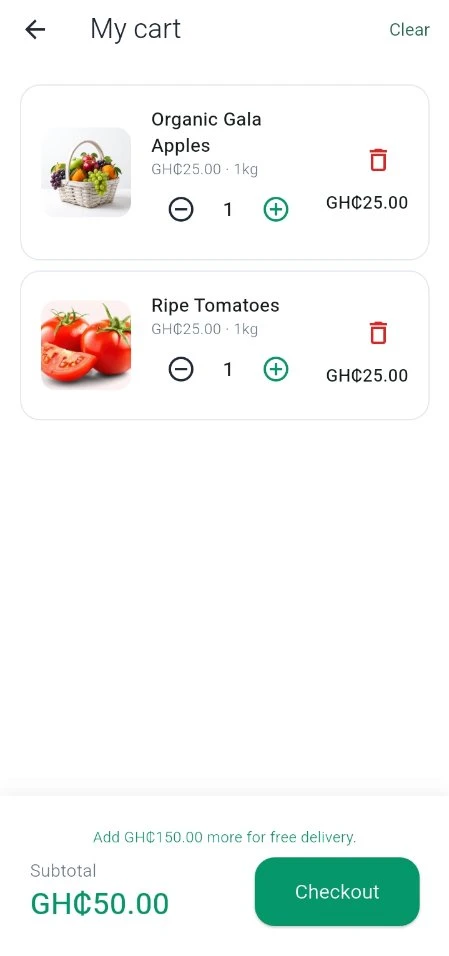 My cart
Clear
Organic Gala
Apples
GH₵25.00 · 1kg
1
GH₵25.00
Ripe Tomatoes
GH₵25.00 · 1kg
1
GH₵25.00
Add GH₵150.00 more for free delivery.
Subtotal
GH₵50.00
Checkout